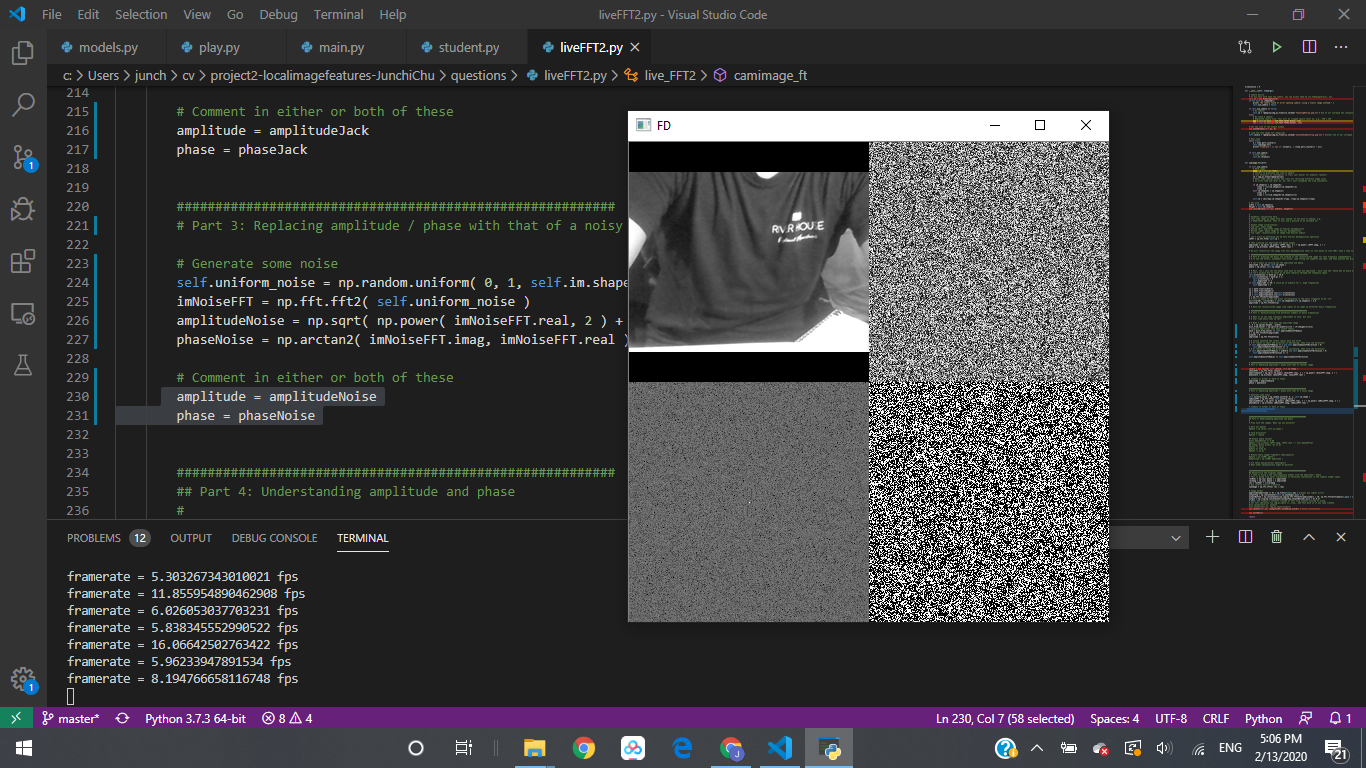 File Edit Selection View Go Debug Terminal Help liveFFT2.py - Visual Studio Code
models.py play.py main.py student.py liveFFT2.py
c: > Users > junch > cv > project2-localimagefeatures-JunchiChu > questions > liveFFT2.py > live_FFT2 > camimage_ft
214
215 # Comment in either or both of these
216 amplitude = amplitudeJack
217 phase = phaseJack
218
219
220 #########################################################
221 # Part 3: Replacing amplitude / phase with that of a noisy
222
223 # Generate some noise
224 self.uniform_noise = np.random.uniform( 0, 1, self.im.shape
225 imNoiseFFT = np.fft.fft2( self.uniform_noise )
226 amplitudeNoise = np.sqrt( np.power( imNoiseFFT.real, 2 ) +
227 phaseNoise = np.arctan2( imNoiseFFT.imag, imNoiseFFT.real )
228
229 # Comment in either or both of these
230 amplitude = amplitudeNoise
231 phase = phaseNoise
232
233
234 #########################################################
235 ## Part 4: Understanding amplitude and phase
236 #
FD
RIVER HOUSE
PROBLEMS 12 OUTPUT DEBUG CONSOLE TERMINAL
framerate = 5.303267343010021 fps
framerate = 11.855954890462908 fps
framerate = 6.026053037703231 fps
framerate = 5.838345552990522 fps
framerate = 16.06642502763422 fps
framerate = 5.96233947891534 fps
framerate = 8.194766658116748 fps
1
1
master* Python 3.7.3 64-bit 8 4 Ln 230, Col 7 (58 selected) Spaces: 4 UTF-8 CRLF Python 1
ENG
5:06 PM
2/13/2020
21